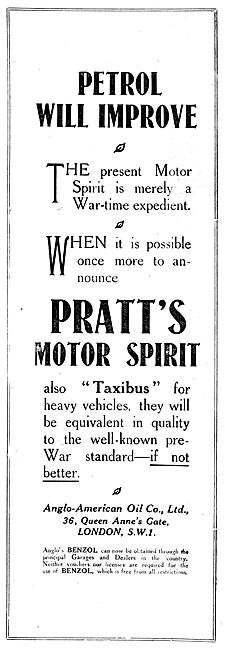 PETROL
WILL IMPROVE
THE present Motor
Spirit is merely a
War-time expedient.
WHEN it is possible
once more to an-
nounce
PRATT'S
MOTOR SPIRIT
also "Taxibus" for
heavy vehicles, they will
be equivalent in quality
to the well-known pre-
War standard—if not
better.
Anglo-American Oil Co., Ltd.,
36, Queen Anne's Gate,
LONDON, S.W.1.
Anglo's BENZOL can now be obtained through the
principal Garages and Dealers in the country.
Neither vouchers nor licenses are required for the
use of BENZOL, which is free from all restrictions.